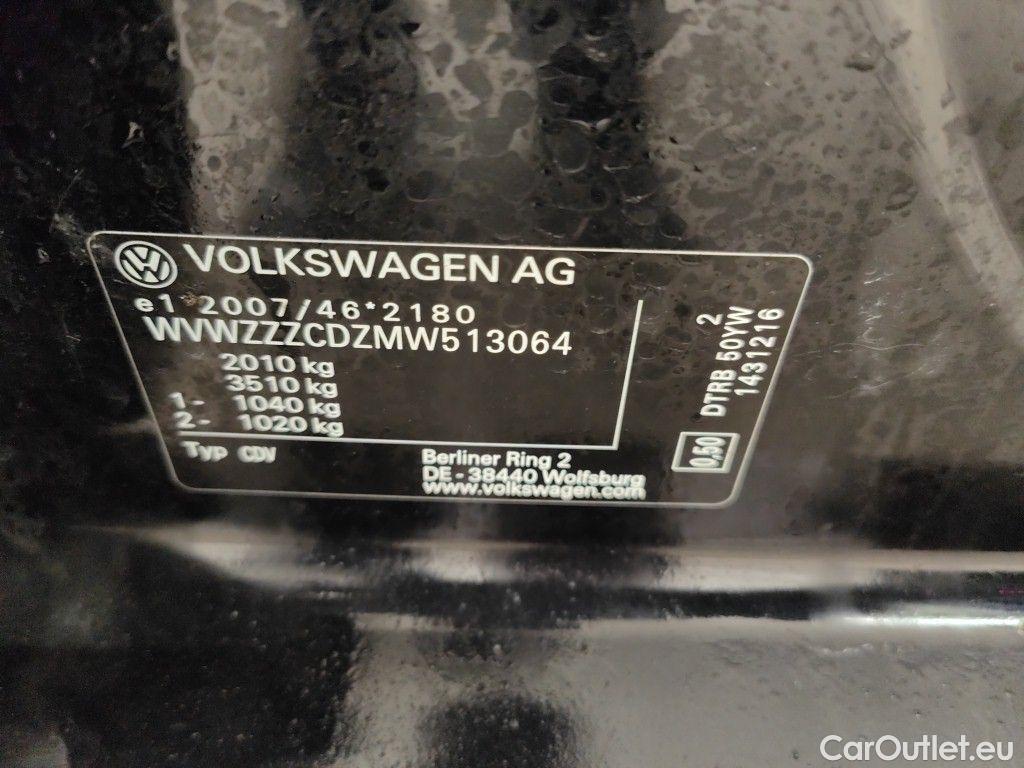 VOLKSWAGEN AG
e1 2007/46*2180
WVWZZZCDZMW513064
2010 kg
3510 kg
1- 1040 kg
2- 1020 kg
Typ CDV
Berliner Ring 2
DE-38440 Wolfsburg
www.volkswagen.com
2
DTRB 50YW
1431216
0,50
CarOutlet.eu